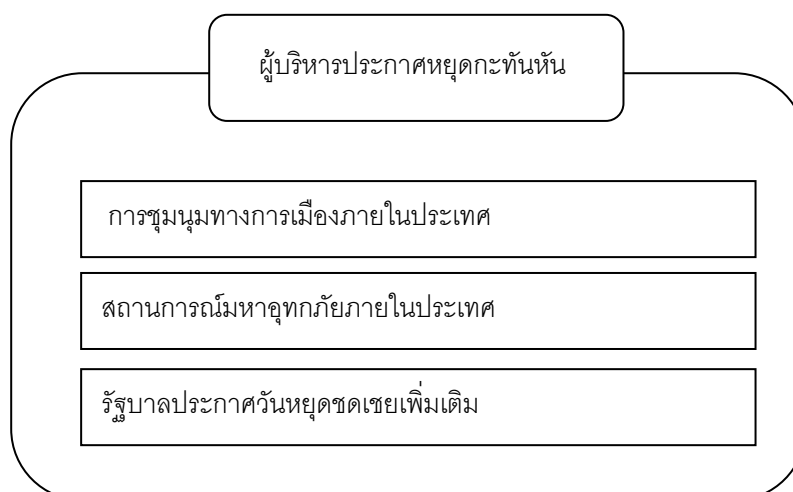 ผู้บริหารประกาศหยุดกะทันหัน
การชุมนุมทางการเมืองภายในประเทศ
สถานการณ์มหาอุทกภัยภายในประเทศ
รัฐบาลประกาศวันหยุดชดเชยเพิ่มเติม